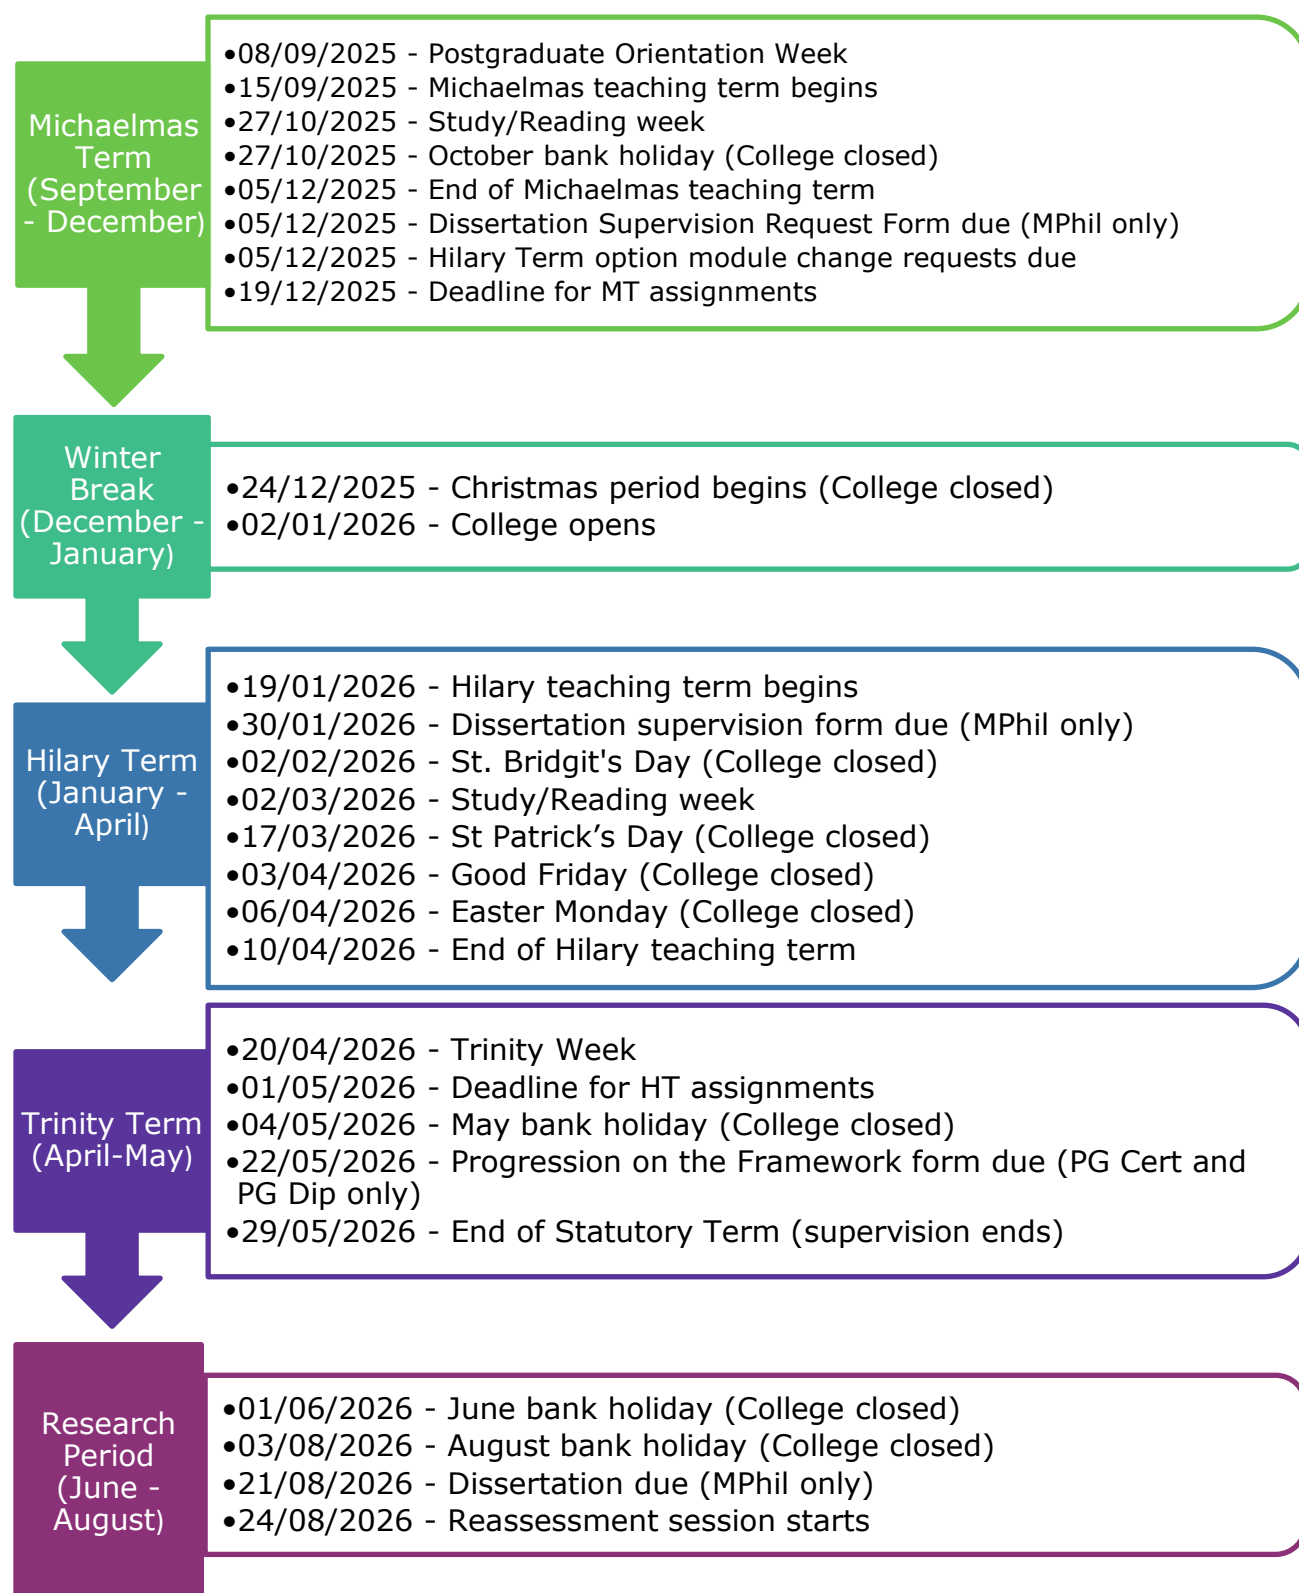 Michaelmas
Term
(September
- December)
•08/09/2025 - Postgraduate Orientation Week
•15/09/2025 - Michaelmas teaching term begins
•27/10/2025 - Study/Reading week
•27/10/2025 - October bank holiday (College closed)
•05/12/2025 - End of Michaelmas teaching term
•05/12/2025 - Dissertation Supervision Request Form due (MPhil only)
•05/12/2025 - Hilary Term option module change requests due
•19/12/2025 - Deadline for MT assignments
Winter
Break
(December -
January)
•24/12/2025 - Christmas period begins (College closed)
•02/01/2026 - College opens
Hilary Term
(January -
April)
•19/01/2026 - Hilary teaching term begins
•30/01/2026 - Dissertation supervision form due (MPhil only)
•02/02/2026 - St. Bridgit's Day (College closed)
•02/03/2026 - Study/Reading week
•17/03/2026 - St Patrick’s Day (College closed)
•03/04/2026 - Good Friday (College closed)
•06/04/2026 - Easter Monday (College closed)
•10/04/2026 - End of Hilary teaching term
Trinity Term
(April-May)
•20/04/2026 - Trinity Week
•01/05/2026 - Deadline for HT assignments
•04/05/2026 - May bank holiday (College closed)
•22/05/2026 - Progression on the Framework form due (PG Cert and
PG Dip only)
•29/05/2026 - End of Statutory Term (supervision ends)
Research
Period
(June -
August)
•01/06/2026 - June bank holiday (College closed)
•03/08/2026 - August bank holiday (College closed)
•21/08/2026 - Dissertation due (MPhil only)
•24/08/2026 - Reassessment session starts